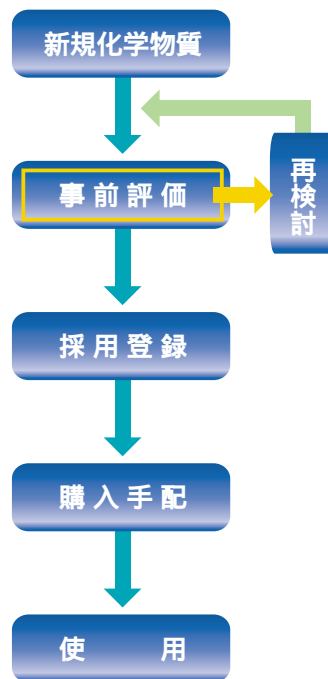 新規化学物質
事前評価
再検討
採用登録
購入手配
使　　用